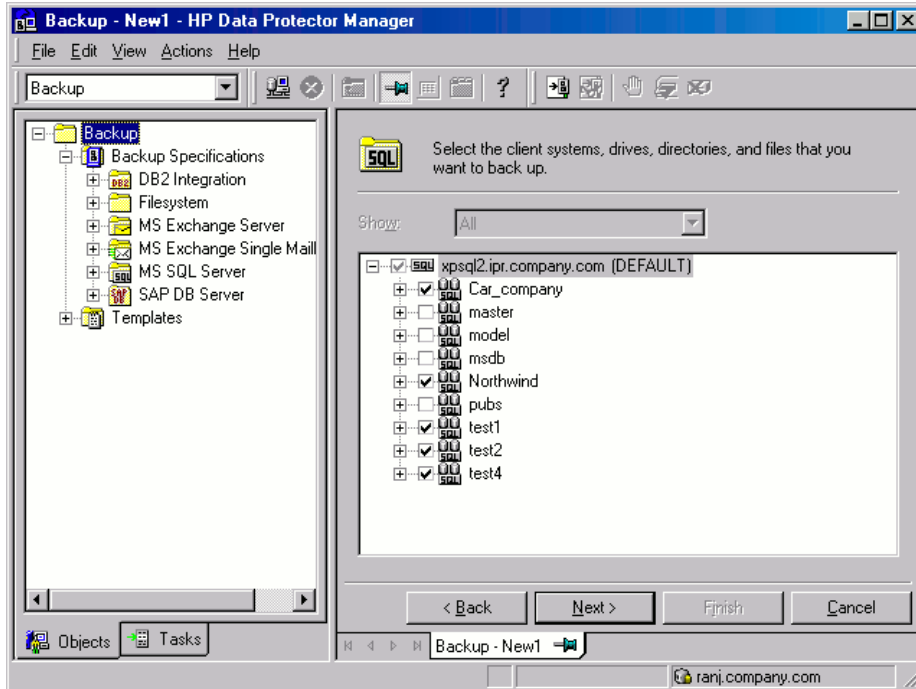 Backup - New1 - HP Data Protector Manager
File Edit View Actions Help
Backup
Backup
Backup Specifications
DB2 Integration
Filesystem
MS Exchange Server
MS Exchange Single Mailb
MS SQL Server
SAP DB Server
Templates
Objects
Tasks
SQL
Select the client systems, drives, directories, and files that you
want to back up.
Show:
All
xpsql2.ipr.company.com (DEFAULT)
Car_company
master
model
msdb
Northwind
pubs
test1
test2
test4
< Back
Next >
Finish
Cancel
Backup - New1
ranj.company.com